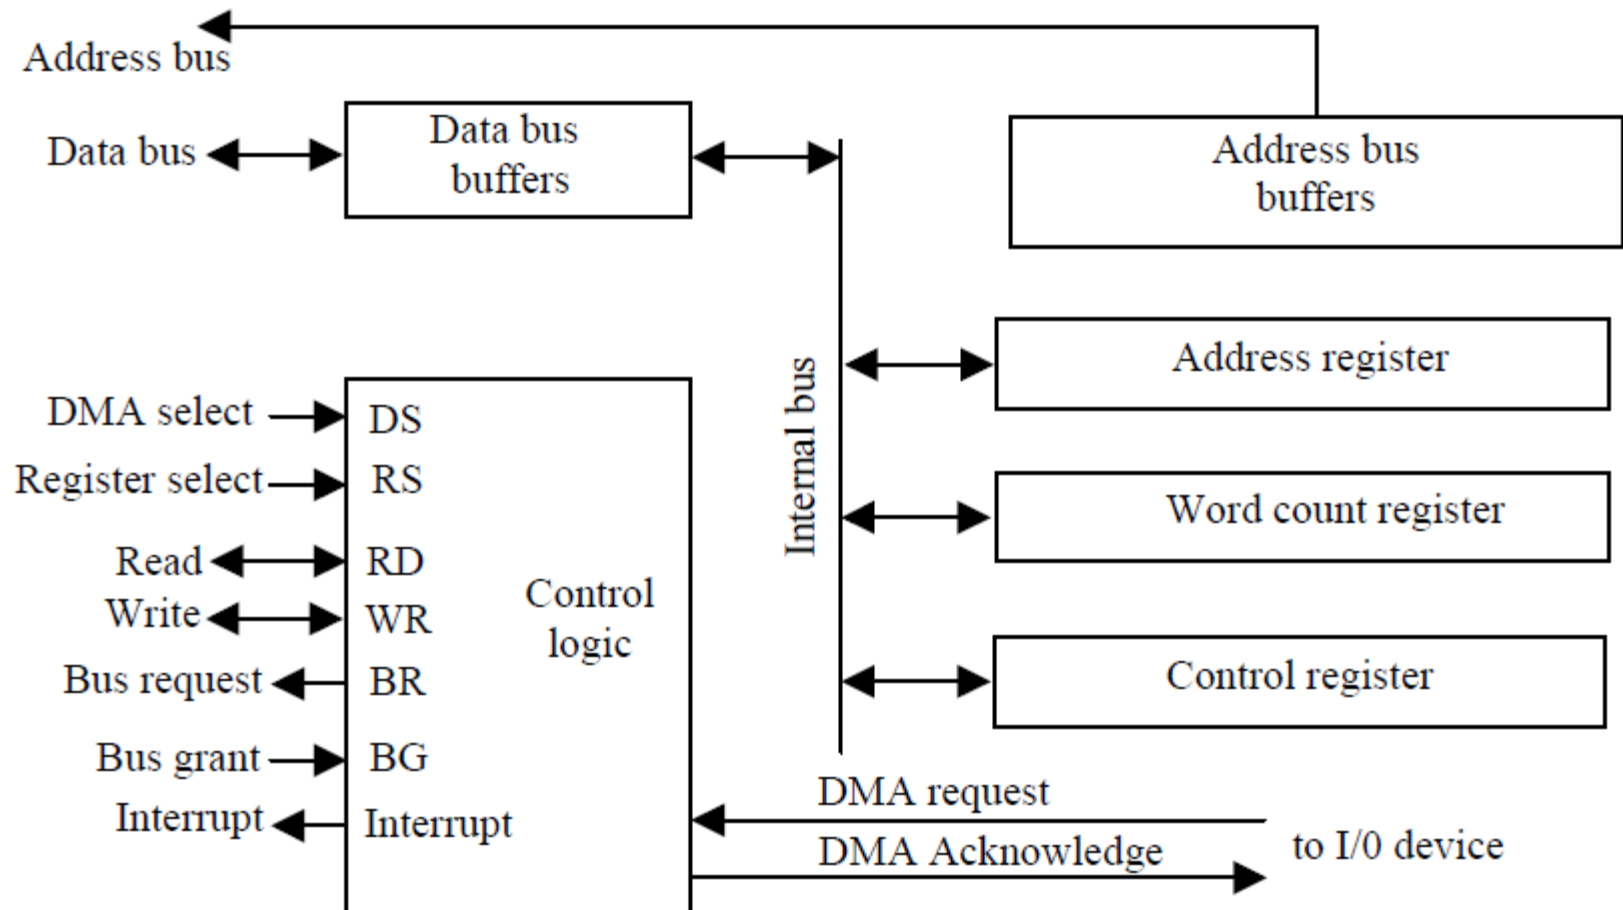 Address bus
Data bus
Data bus
buffers
Address bus
buffers
Internal bus
Address register
Word count register
Control register
DMA select
DS
Register select
RS
Read
RD
Write
WR
Control
logic
Bus request
BR
Bus grant
BG
Interrupt
Interrupt
DMA request
DMA Acknowledge
to I/0 device